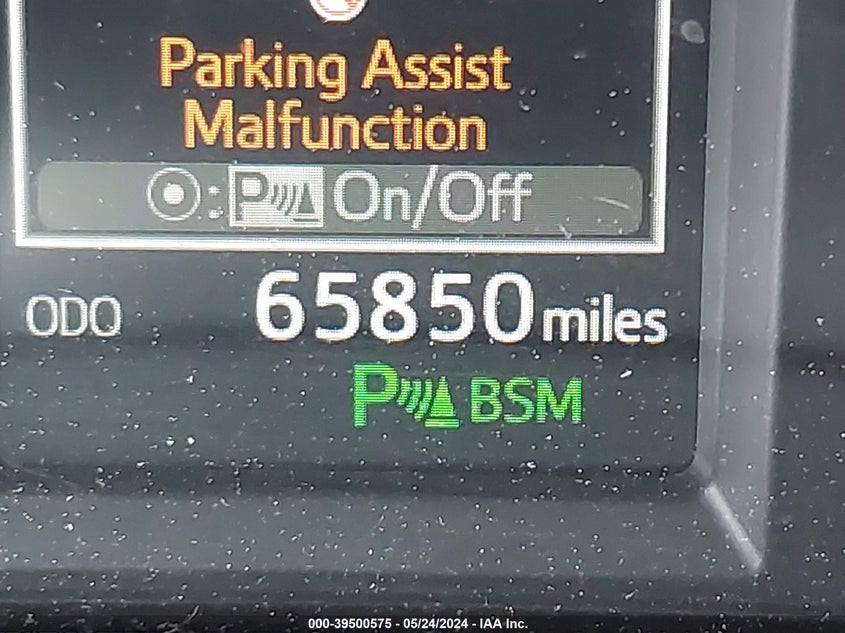 Parking Assist
Malfunction
: P On/Off
ODO 65850 miles
P BSM
000-39500575 - 05/24/2024 - IAA Inc.